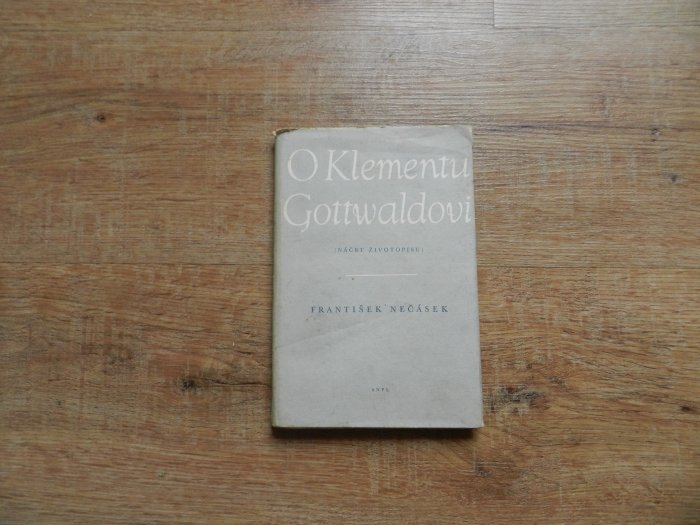 O Klementu
Gottwaldovi
(NÁČRT ŽIVOTOPISU)
FRANTIŠEK NEČÁSEK
SNPL